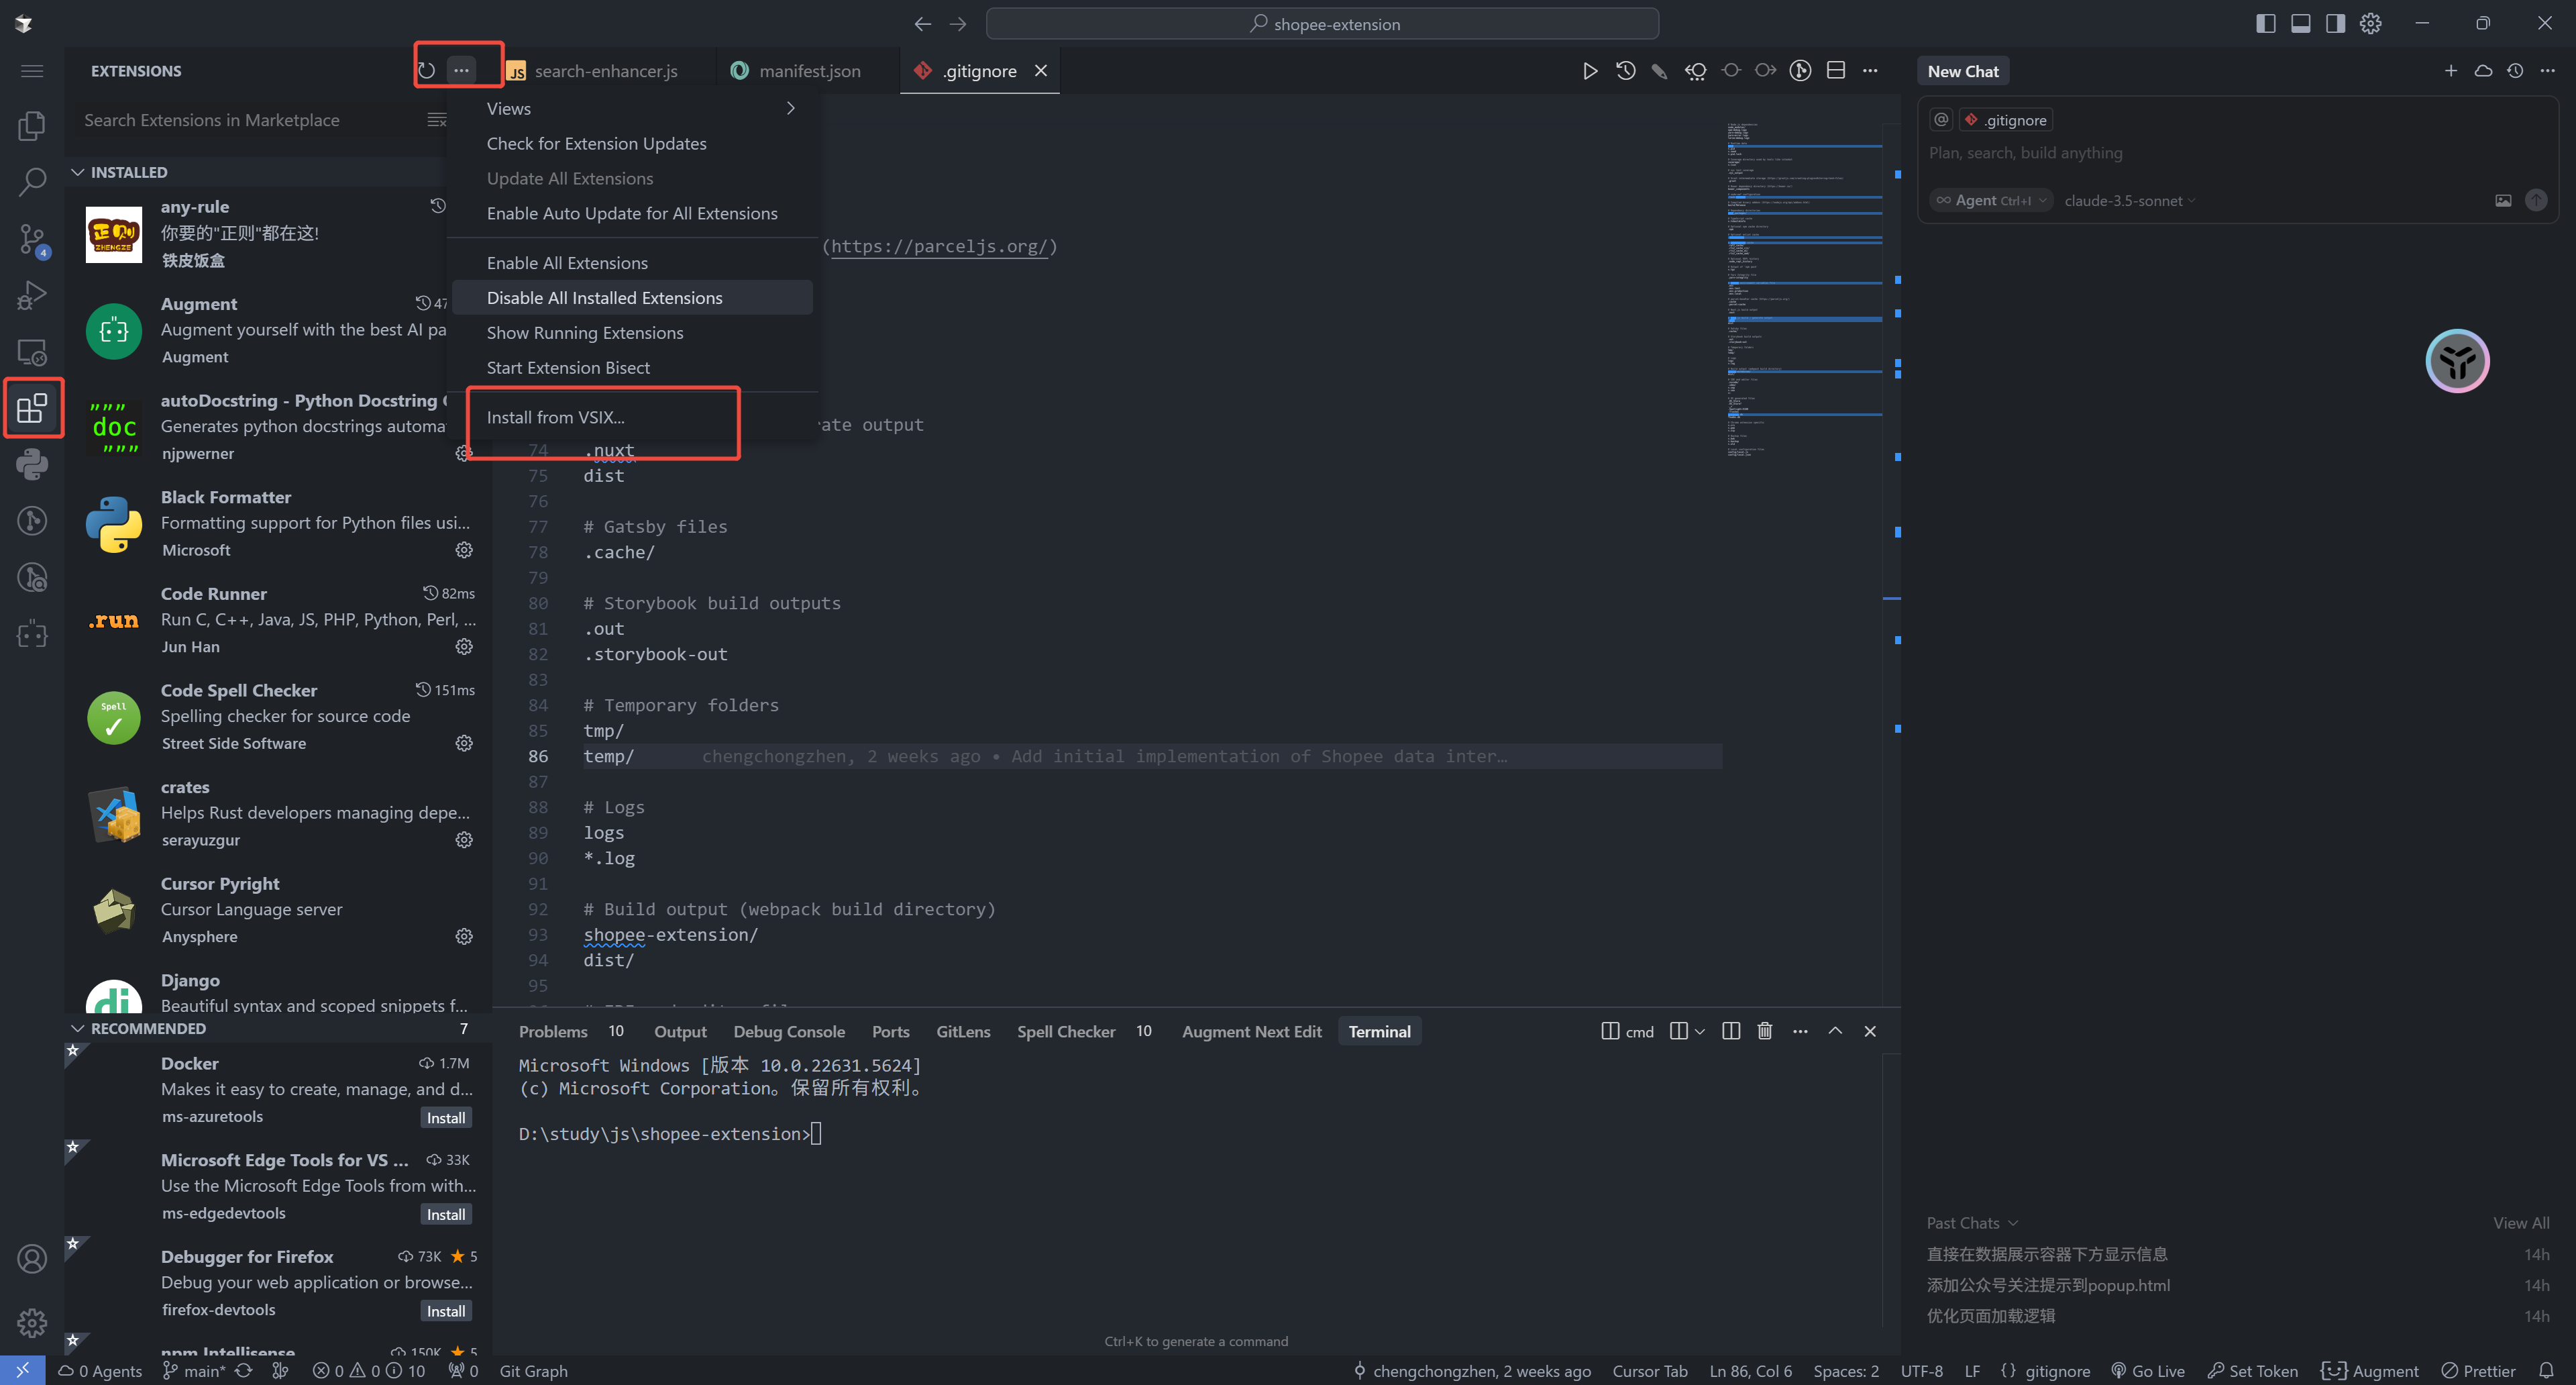 shopee-extension
EXTENSIONS
Search Extensions in Marketplace
INSTALLED
any-rule
你要的"正则"都在这!
铁皮饭盒
正则
ZHENGZE
Augment
47
Augment yourself with the best AI pa
Augment
autoDocstring - Python Docstring
Generates python docstrings automa
njpwerner
"""
doc
"""
Black Formatter
Formatting support for Python files usi...
Microsoft
Code Runner
82ms
Run C, C++, Java, JS, PHP, Python, Perl, ...
Jun Han
.run
Code Spell Checker
151ms
Spelling checker for source code
Street Side Software
Spell
crates
Helps Rust developers managing depe...
serayuzgur
Cursor Pyright
Cursor Language server
Anysphere
Django
Beautiful syntax and scoped snippets f...
dj
RECOMMENDED
7
Docker
1.7M
Makes it easy to create, manage, and d...
ms-azuretools
Install
Microsoft Edge Tools for VS ...
33K
Use the Microsoft Edge Tools from with...
ms-edgedevtools
Install
Debugger for Firefox
73K
5
Debug your web application or browse...
firefox-devtools
Install
npm Intellisense
150K
5
4
Views
Check for Extension Updates
Update All Extensions
Enable Auto Update for All Extensions
Enable All Extensions
Disable All Installed Extensions
Show Running Extensions
Start Extension Bisect
Install from VSIX...
JS
search-enhancer.js
manifest.json
.gitignore
(https://parceljs.org/)
ate output
74 .nuxt
75 dist
76
77 # Gatsby files
78 .cache/
79
80 # Storybook build outputs
81 .out
82 .storybook-out
83
84 # Temporary folders
85 tmp/
86 temp/ chengchongzhen, 2 weeks ago • Add initial implementation of Shopee data inter…
87
88 # Logs
89 logs
90 *.log
91
92 # Build output (webpack build directory)
93 shopee-extension/
94 dist/
95
Problems 10
Output
Debug Console
Ports
GitLens
Spell Checker 10
Augment Next Edit
Terminal
cmd
Microsoft Windows [版本 10.0.22631.5624]
(c) Microsoft Corporation。保留所有权利。
D:\study\js\shopee-extension>
Ctrl+K to generate a command
New Chat
@
.gitignore
Plan, search, build anything
Agent Ctrl+I
claude-3.5-sonnet
Past Chats
View All
直接在数据展示容器下方显示信息
14h
添加公众号关注提示到popup.html
14h
优化页面加载逻辑
14h
0 Agents
main*
0
0
10
0
Git Graph
chengchongzhen, 2 weeks ago
Cursor Tab
Ln 86, Col 6
Spaces: 2
UTF-8
LF
{ } gitignore
Go Live
Set Token
Augment
Prettier